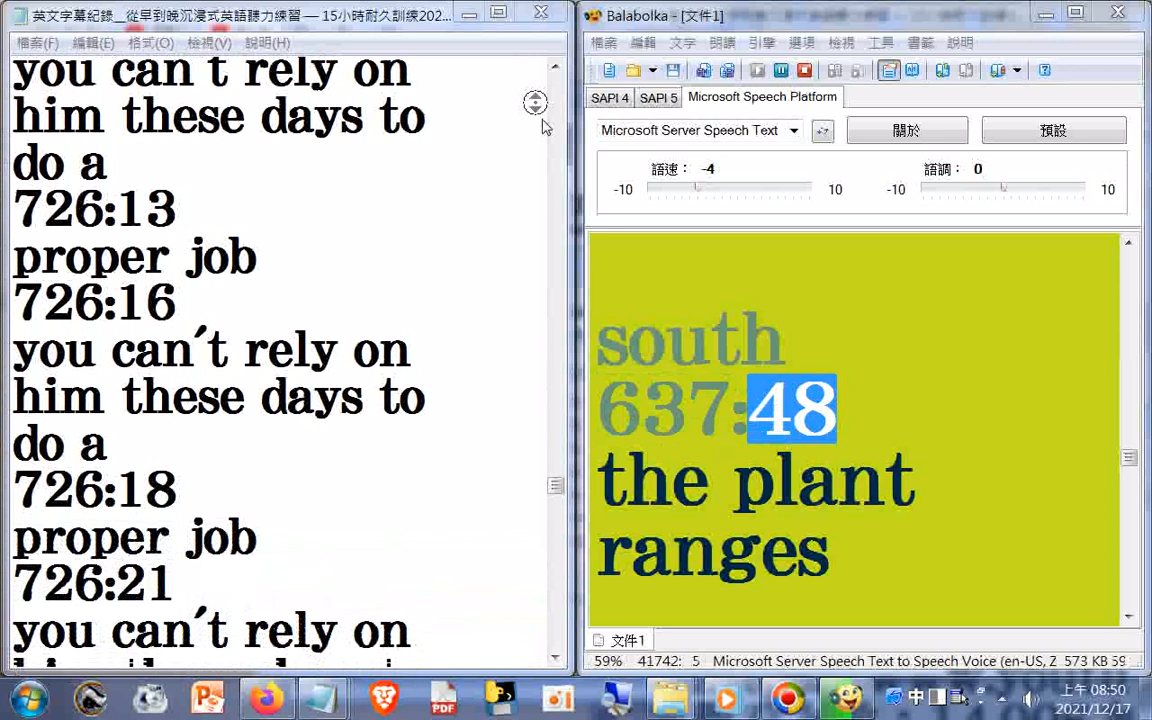 英文字幕紀錄__從早到晚沉浸式英語聽力練習 — 15小時耐久訓練202...
檔案(F) 編輯(E) 格式(O) 檢視(V) 說明(H)
you can't rely on
him these days to
do a
726:13
proper job
726:16
you can't rely on
him these days to
do a
726:18
proper job
726:21
you can't rely on
Balabolka - [文件1]
檔案 編輯 文字 朗讀 引擎 選項 檢視 工具 書籤 說明
SAPI 4 SAPI 5 Microsoft Speech Platform
Microsoft Server Speech Text 關於 預設
語速： -4 語調： 0
-10 10 -10 10
south
637:48
the plant
ranges
文件1
59% 41742: 5 Microsoft Server Speech Text to Speech Voice (en-US, Z 573 KB 59
PDF 中 上午 08:50
2021/12/17